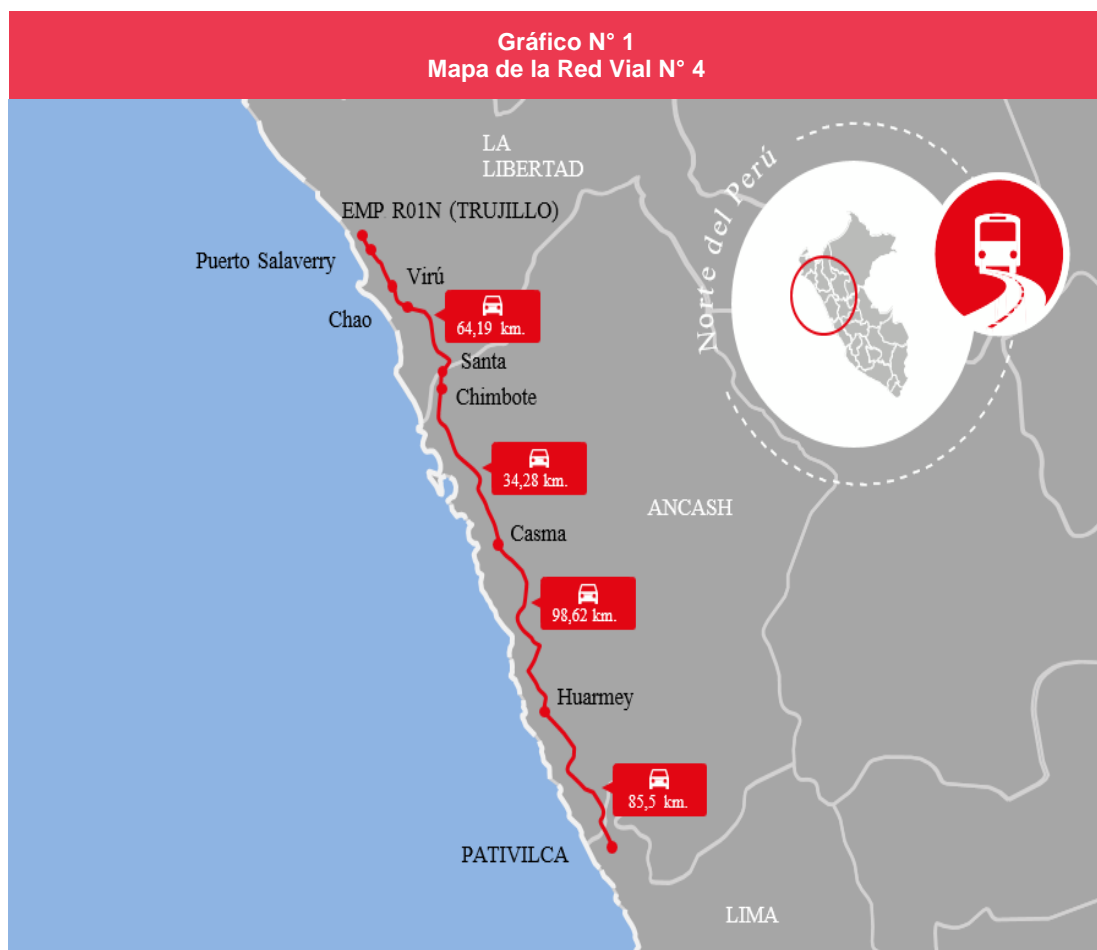 Gráfico N° 1
Mapa de la Red Vial N° 4
LA
LIBERTAD
Norte del Perú
EMP R01N (TRUJILLO)
Puerto Salaverry
Virú
Chao
64,19 km.
Santa
Chimbote
34,28 km.
ANCASH
Casma
98,62 km.
Huarmey
85,5 km.
PATIVILCA
LIMA